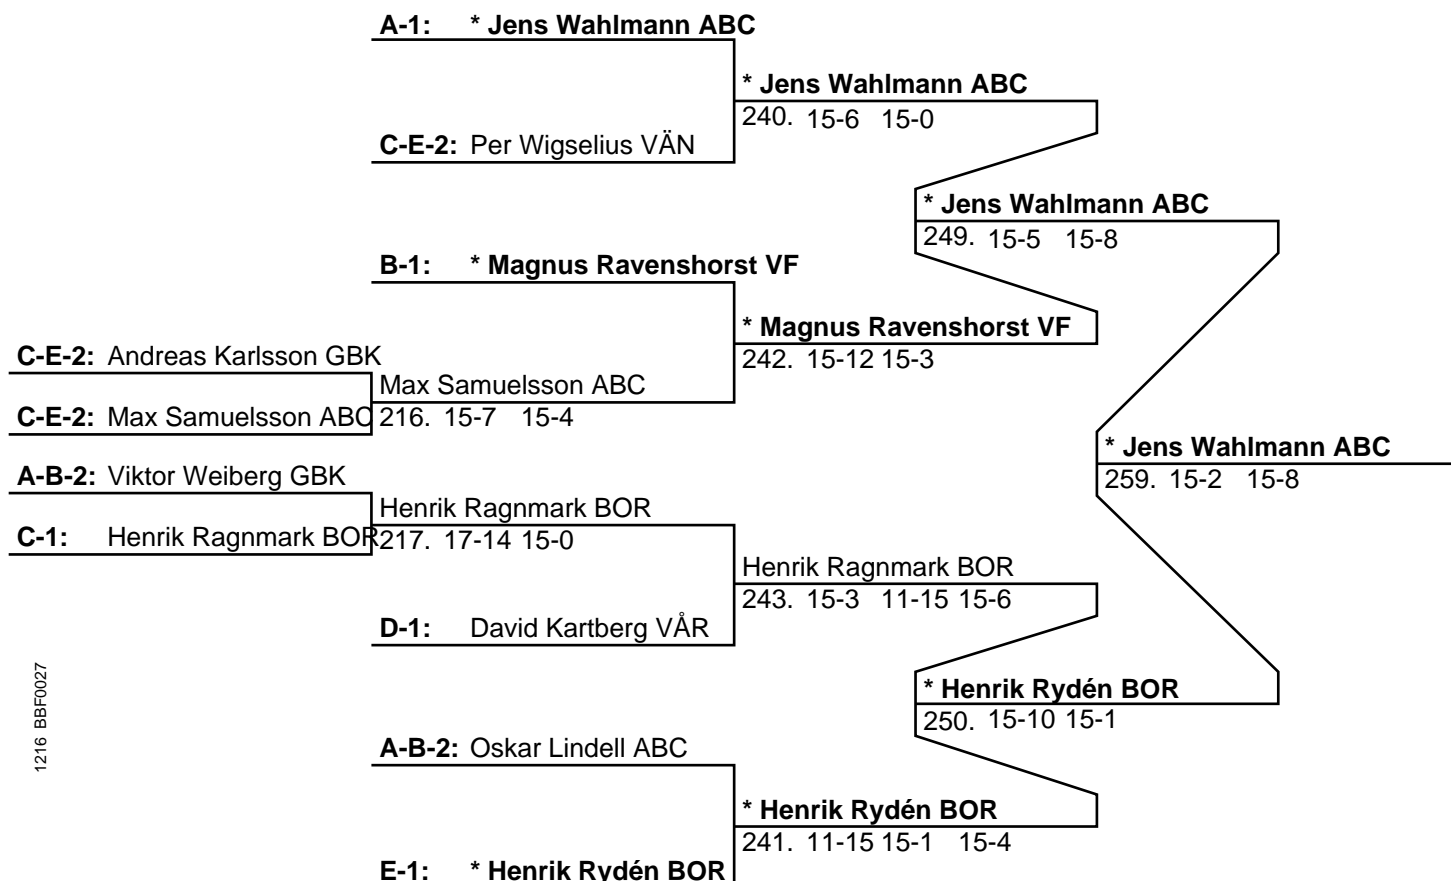 A-1: * Jens Wahlmann ABC
* Jens Wahlmann ABC
240. 15-6 15-0
C-E-2: Per Wigselius VÄN
* Jens Wahlmann ABC
249. 15-5 15-8
B-1: * Magnus Ravenshorst VF
* Magnus Ravenshorst VF
242. 15-12 15-3
C-E-2: Andreas Karlsson GBK
Max Samuelsson ABC
C-E-2: Max Samuelsson ABC
216. 15-7 15-4
* Jens Wahlmann ABC
259. 15-2 15-8
A-B-2: Viktor Weiberg GBK
Henrik Ragnmark BOR
C-1: Henrik Ragnmark BOR
217. 17-14 15-0
Henrik Ragnmark BOR
243. 15-3 11-15 15-6
D-1: David Kartberg VÅR
* Henrik Rydén BOR
250. 15-10 15-1
1216 BBF0027
A-B-2: Oskar Lindell ABC
* Henrik Rydén BOR
241. 11-15 15-1 15-4
E-1: * Henrik Rydén BOR